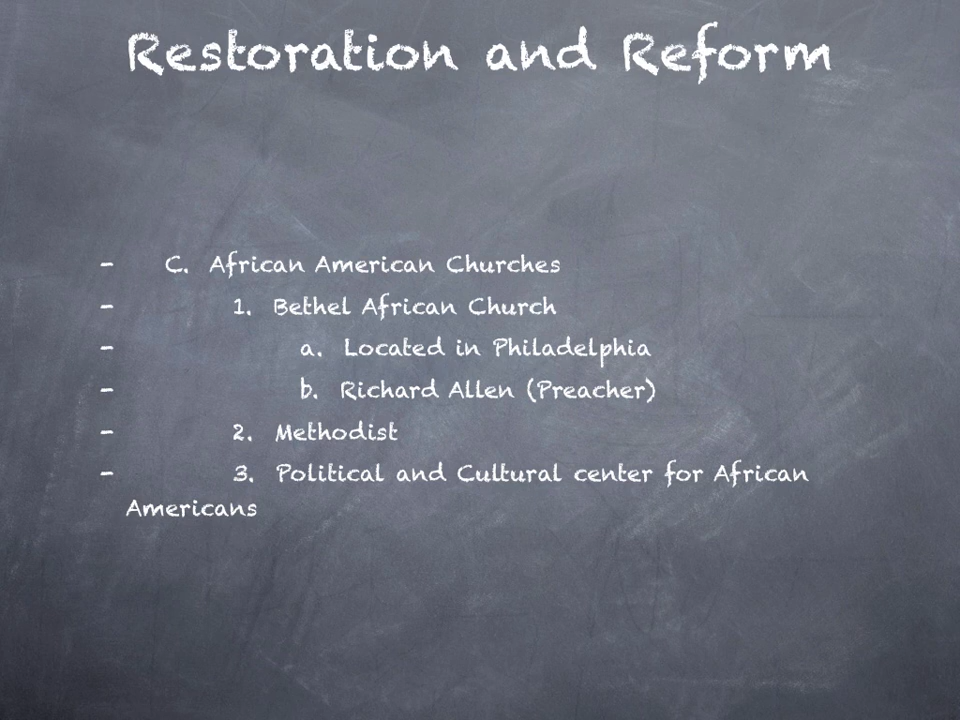 Restoration and Reform
- C. African American Churches
- 1. Bethel African Church
- a. Located in Philadelphia
- b. Richard Allen (Preacher)
- 2. Methodist
- 3. Political and Cultural center for African
Americans